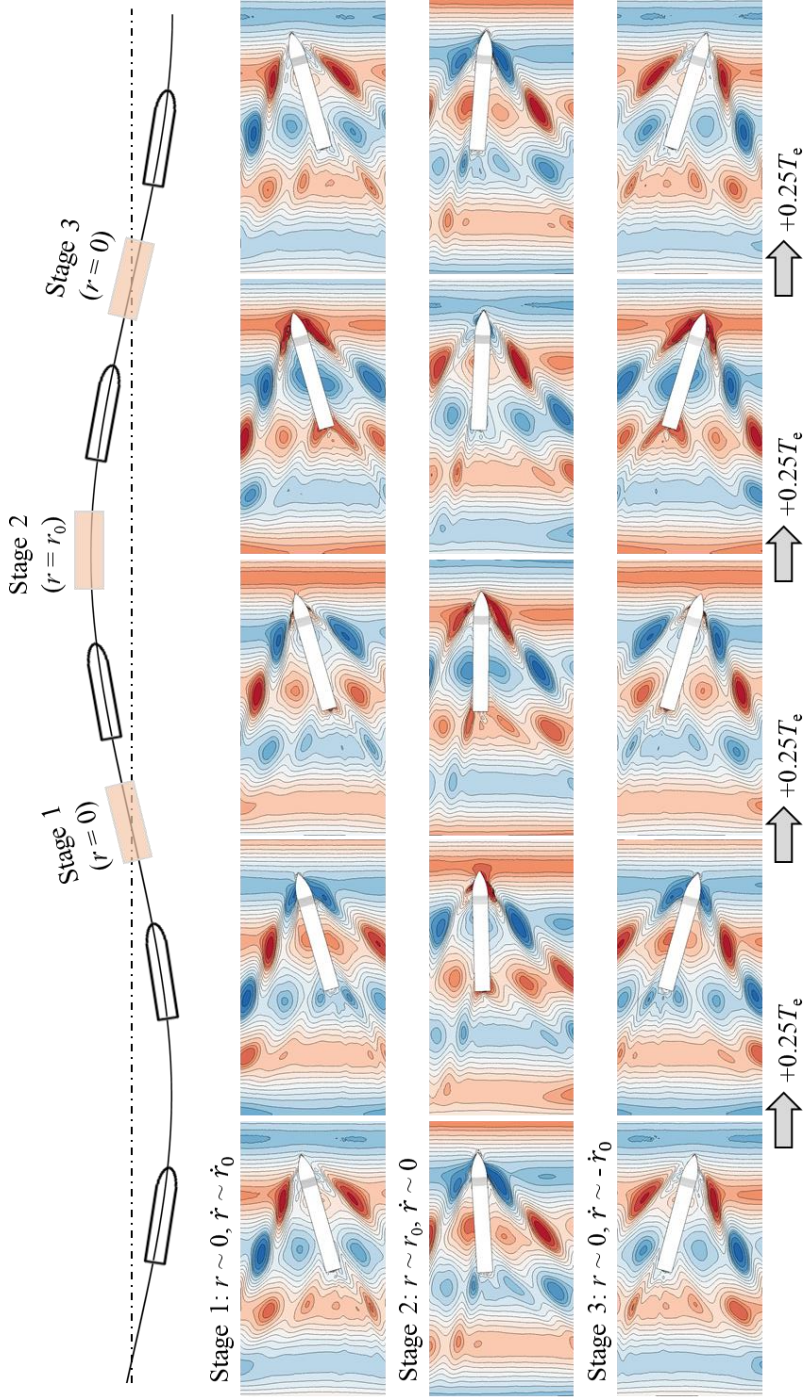 Stage 1
(r = 0)
Stage 2
(r = r₀)
Stage 3
(r = 0)
Stage 1: r ~ 0, ṙ ~ ṙ₀
Stage 2: r ~ r₀, ṙ ~ 0
Stage 3: r ~ 0, ṙ ~ -ṙ₀
+0.25Tₑ
+0.25Tₑ
+0.25Tₑ
+0.25Tₑ